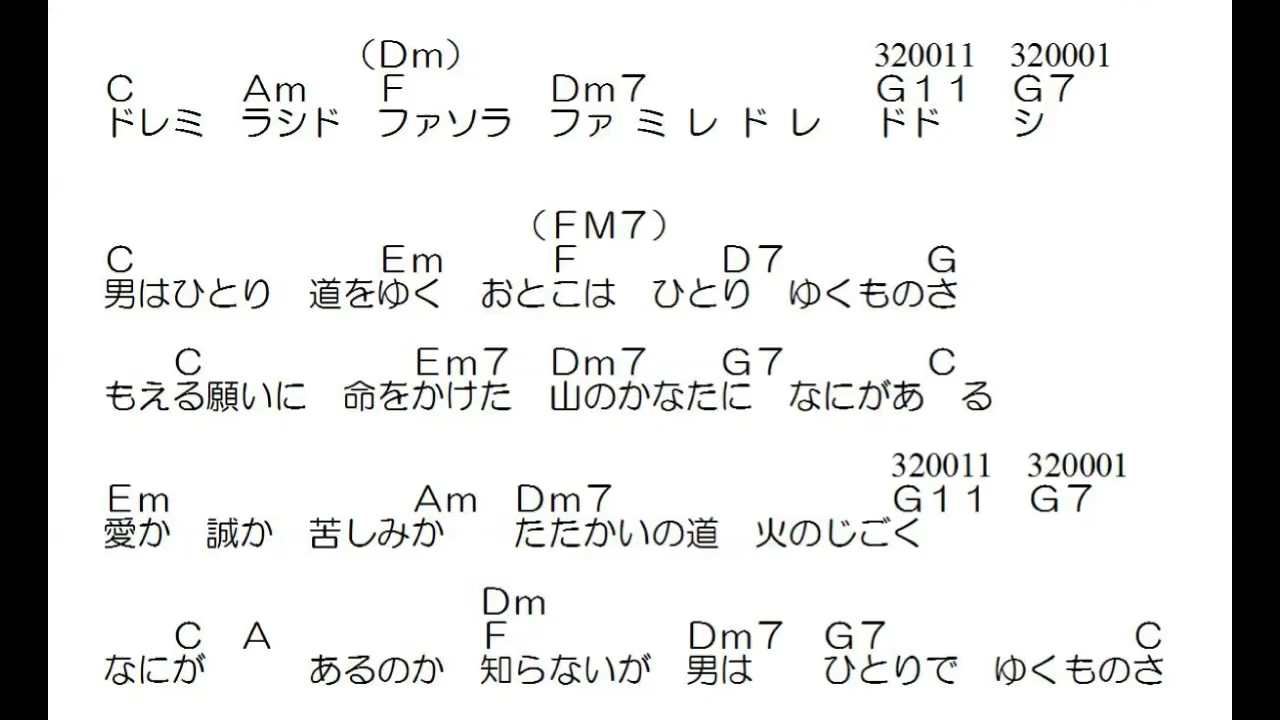 （Ｄｍ） 320011 320001
Ｃ Ａｍ Ｆ Ｄｍ７ Ｇ１１ Ｇ７
ドレミ ラシド ファソラ ファ ミ レ ド レ ドド シ
（ＦＭ７）
Ｃ Ｅｍ Ｆ Ｄ７ Ｇ
男はひとり 道をゆく おとこは ひとり ゆくものさ
Ｃ Ｅｍ７ Ｄｍ７ Ｇ７ Ｃ
もえる願いに 命をかけた 山のかなたに なにがあ る
320011 320001
Ｅｍ Ａｍ Ｄｍ７ Ｇ１１ Ｇ７
愛か 誠か 苦しみか たたかいの道 火のじごく
Ｄｍ
Ｃ Ａ Ｆ Ｄｍ７ Ｇ７ Ｃ
なにが あるのか 知らないが 男は ひとりで ゆくものさ